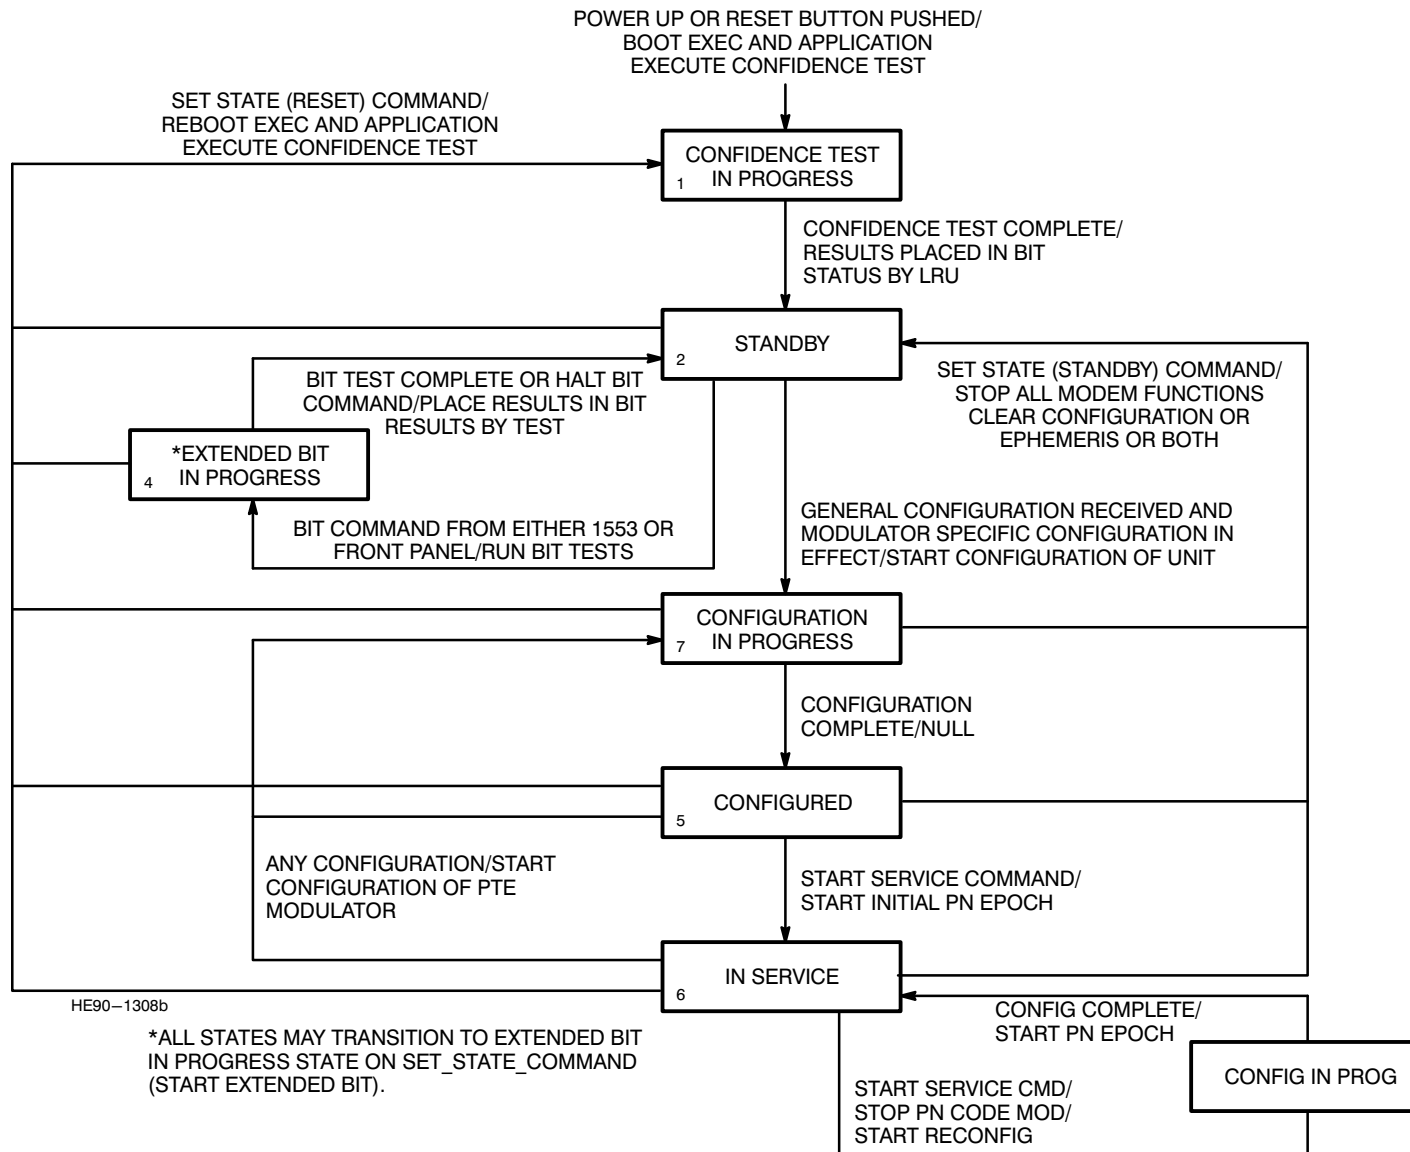 POWER UP OR RESET BUTTON PUSHED/
BOOT EXEC AND APPLICATION
EXECUTE CONFIDENCE TEST
SET STATE (RESET) COMMAND/
REBOOT EXEC AND APPLICATION
EXECUTE CONFIDENCE TEST
CONFIDENCE TEST
IN PROGRESS
1
CONFIDENCE TEST COMPLETE/
RESULTS PLACED IN BIT
STATUS BY LRU
STANDBY
2
BIT TEST COMPLETE OR HALT BIT
COMMAND/PLACE RESULTS IN BIT
RESULTS BY TEST
SET STATE (STANDBY) COMMAND/
STOP ALL MODEM FUNCTIONS
CLEAR CONFIGURATION OR
EPHEMERIS OR BOTH
*EXTENDED BIT
IN PROGRESS
4
BIT COMMAND FROM EITHER 1553 OR
FRONT PANEL/RUN BIT TESTS
GENERAL CONFIGURATION RECEIVED AND
MODULATOR SPECIFIC CONFIGURATION IN
EFFECT/START CONFIGURATION OF UNIT
CONFIGURATION
IN PROGRESS
7
CONFIGURATION
COMPLETE/NULL
CONFIGURED
5
ANY CONFIGURATION/START
CONFIGURATION OF PTE
MODULATOR
START SERVICE COMMAND/
START INITIAL PN EPOCH
IN SERVICE
6
HE90−1308b
*ALL STATES MAY TRANSITION TO EXTENDED BIT
IN PROGRESS STATE ON SET_STATE_COMMAND
(START EXTENDED BIT).
CONFIG COMPLETE/
START PN EPOCH
CONFIG IN PROG
START SERVICE CMD/
STOP PN CODE MOD/
START RECONFIG